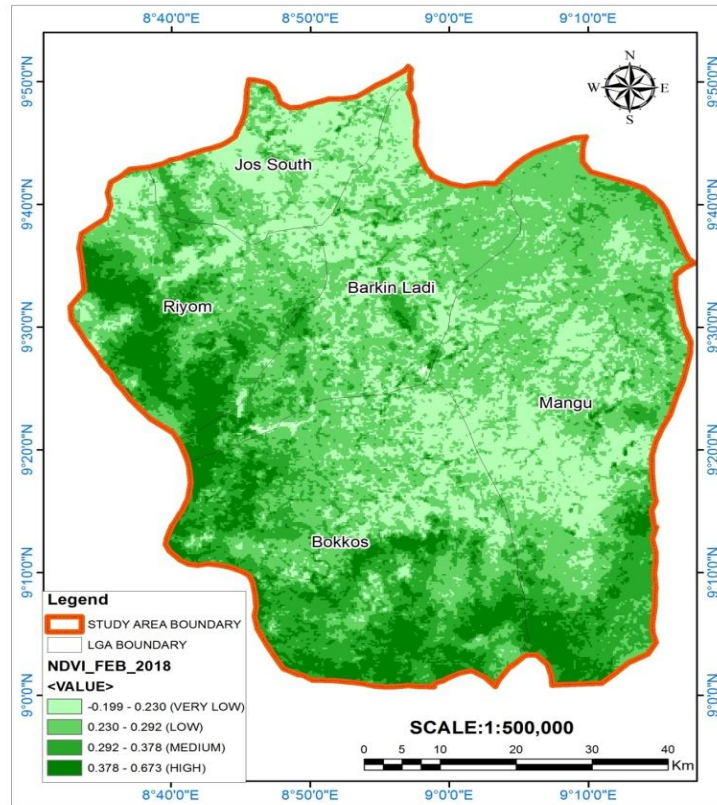 8°40'0"E 8°50'0"E 9°0'0"E 9°10'0"E
9°50'0"N 9°50'0"N
N
W E
S
Jos South
9°40'0"N 9°40'0"N
Barkin Ladi
Riyom
9°30'0"N 9°30'0"N
Mangu
9°20'0"N 9°20'0"N
Bokkos
9°10'0"N 9°10'0"N
Legend
STUDY AREA BOUNDARY
LGA BOUNDARY
NDVI_FEB_2018
<VALUE>
-0.199 - 0.230 (VERY LOW)
0.230 - 0.292 (LOW)
0.292 - 0.378 (MEDIUM)
0.378 - 0.673 (HIGH)
9°0'0"N 9°0'0"N
SCALE:1:500,000
0 5 10 20 30 40
Km
8°40'0"E 8°50'0"E 9°0'0"E 9°10'0"E